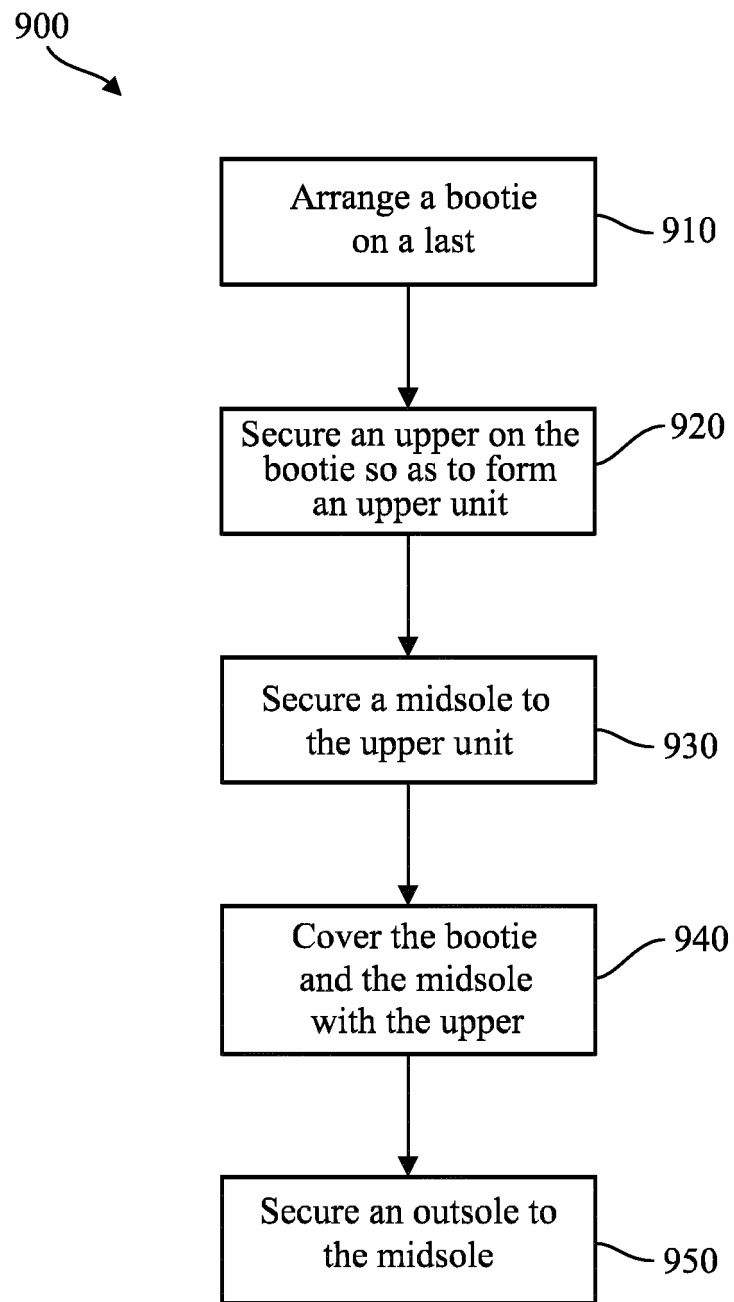 900
Arrange a bootie
on a last
910
Secure an upper on the
bootie so as to form
an upper unit
920
Secure a midsole to
the upper unit
930
Cover the bootie
and the midsole
with the upper
940
Secure an outsole to
the midsole
950